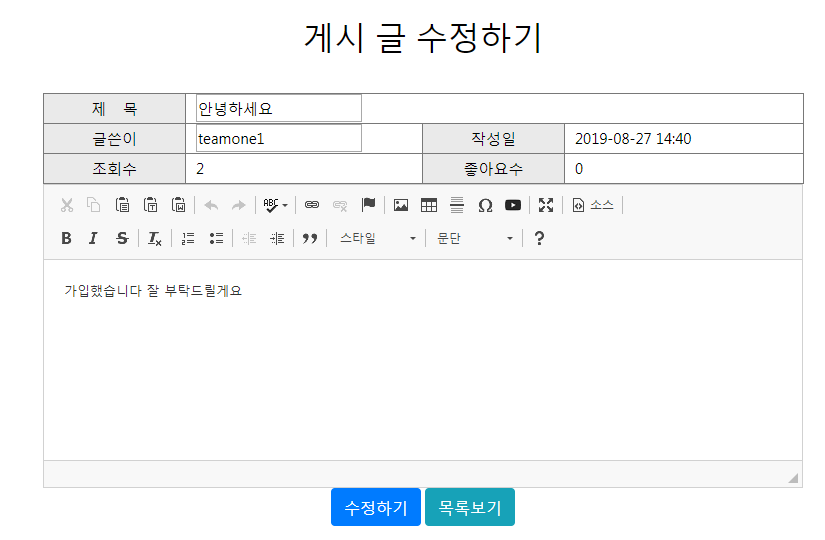 게시 글 수정하기
제 목 안녕하세요
글쓴이 teamone1 작성일 2019-08-27 14:40
조회수 2 좋아요수 0
ABC 소스
B I S Ix
스타일 문단 ?
가입했습니다 잘 부탁드릴게요
수정하기 목록보기